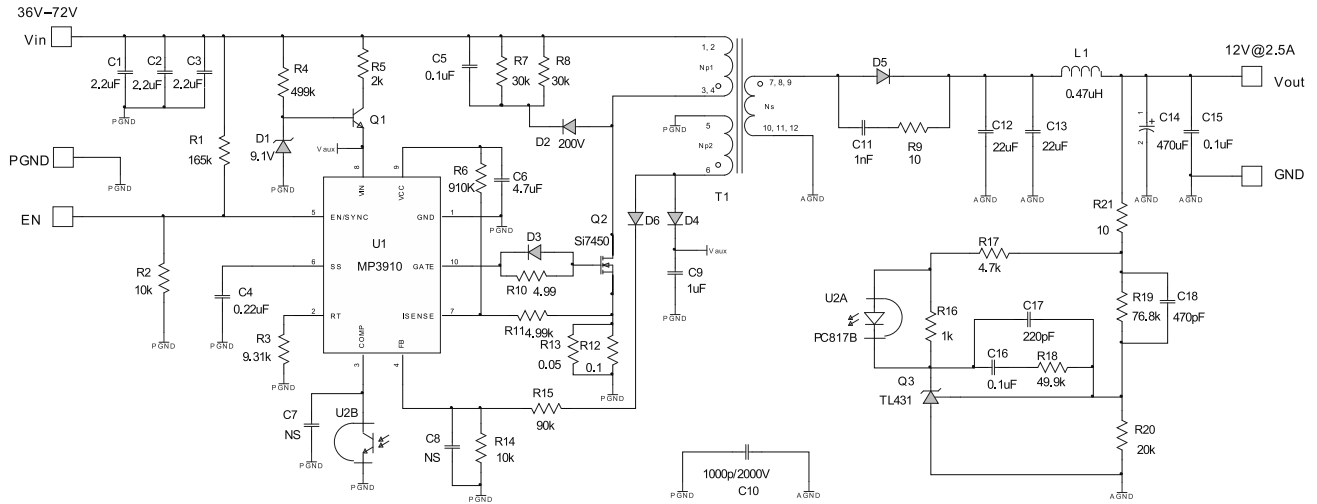 36V–72V
Vin
C1
2.2uF
C2
2.2uF
C3
2.2uF
PGND
R1
165k
R4
499k
D1
9.1V
PGND
R5
2k
Q1
Vaux
C5
0.1uF
R7
30k
R8
30k
D2
200V
1, 2
Np1
3, 4
PGND
5
Np2
6
T1
7, 8, 9
Ns
10, 11, 12
AGND
D5
C11
1nF
R9
10
C12
22uF
AGND
C13
22uF
AGND
L1
0.47uH
12V@2.5A
Vout
1
2
C14
470uF
AGND
C15
0.1uF
AGND
GND
PGND
PGND
EN
R2
10k
PGND
C4
0.22uF
PGND
R3
9.31k
PGND
8
VIN
9
VCC
5
EN/SYNC
GND
1
U1
MP3910
6
SS
GATE
10
2
RT
ISENSE
7
COMP
3
FB
4
R6
910K
C6
4.7uF
PGND
D3
R10
4.99
Q2
Si7450
R11
4.99k
R13
0.05
R12
0.1
PGND
D6
D4
Vaux
C9
1uF
PGND
C7
NS
PGND
U2B
PGND
C8
NS
PGND
R14
10k
PGND
R15
90k
PGND
1000p/2000V
C10
AGND
R21
10
R17
4.7k
U2A
PC817B
R16
1k
C17
220pF
C16
0.1uF
R18
49.9k
R19
76.8k
C18
470pF
Q3
TL431
R20
20k
AGND